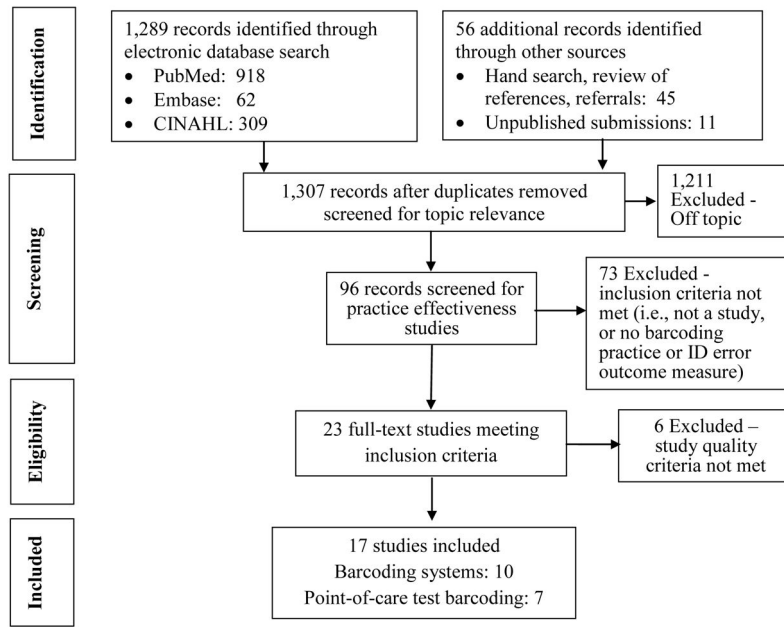 Identification
1,289 records identified through
electronic database search
• PubMed: 918
• Embase: 62
• CINAHL: 309
56 additional records identified
through other sources
• Hand search, review of
references, referrals: 45
• Unpublished submissions: 11
Screening
1,307 records after duplicates removed
screened for topic relevance
1,211
Excluded -
Off topic
96 records screened for
practice effectiveness
studies
73 Excluded -
inclusion criteria not
met (i.e., not a study,
or no barcoding
practice or ID error
outcome measure)
Eligibility
23 full-text studies meeting
inclusion criteria
6 Excluded –
study quality
criteria not met
Included
17 studies included
Barcoding systems: 10
Point-of-care test barcoding: 7